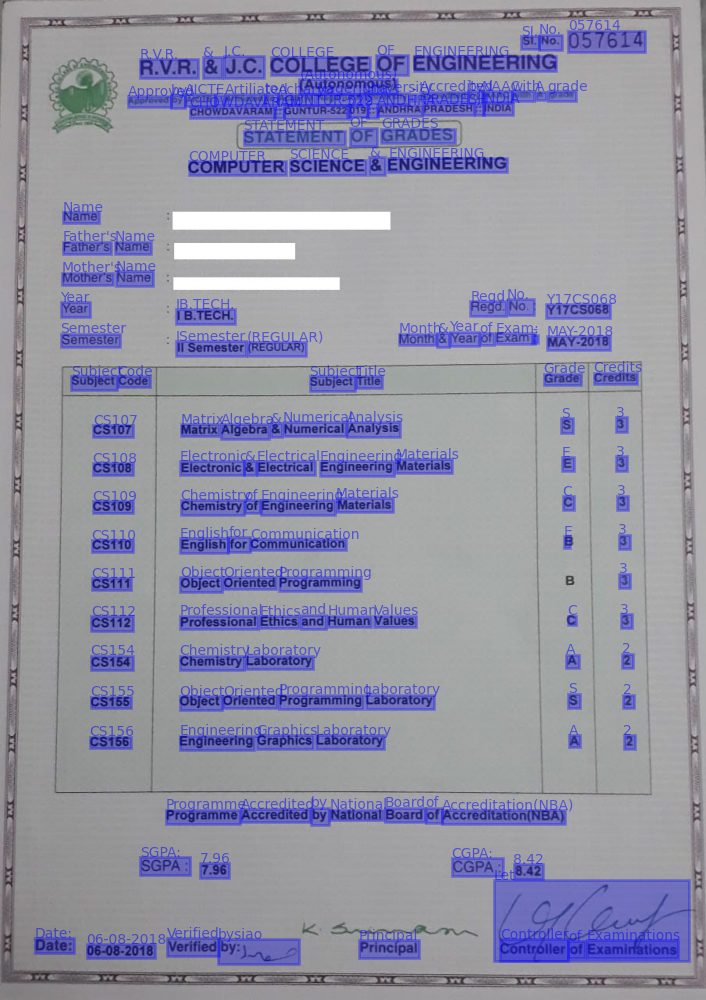 Sl. No. 057614
R.V.R. & J.C. COLLEGE OF ENGINEERING
(Autonomous)
Approved by AICTE University Accredited NAAC with A grade
CHOWDAVARAM : GUNTUR-522 019 : ANDHRA PRADESH : INDIA
STATEMENT OF GRADES
COMPUTER SCIENCE & ENGINEERING
Name :
Father's Name :
Mother's Name :
Year : I B.TECH. Regd. No. : Y17CS068
Semester : II Semester (REGULAR) Month & Year of Exam : MAY-2018
Subject Code Subject Title Grade Credits
CS107 Matrix Algebra & Numerical Analysis S 3
CS108 Electronic & Electrical Engineering Materials E 3
CS109 Chemistry of Engineering Materials C 3
CS110 English for Communication B 3
CS111 Object Oriented Programming B 3
CS112 Professional Ethics and Human Values C 3
CS154 Chemistry Laboratory A 2
CS155 Object Oriented Programming Laboratory S 2
CS156 Engineering Graphics Laboratory A 2
Programme Accredited by National Board of Accreditation(NBA)
SGPA : 7.96 CGPA : 8.42
Date: 06-08-2018 Verified by: Principal Controller of Examinations